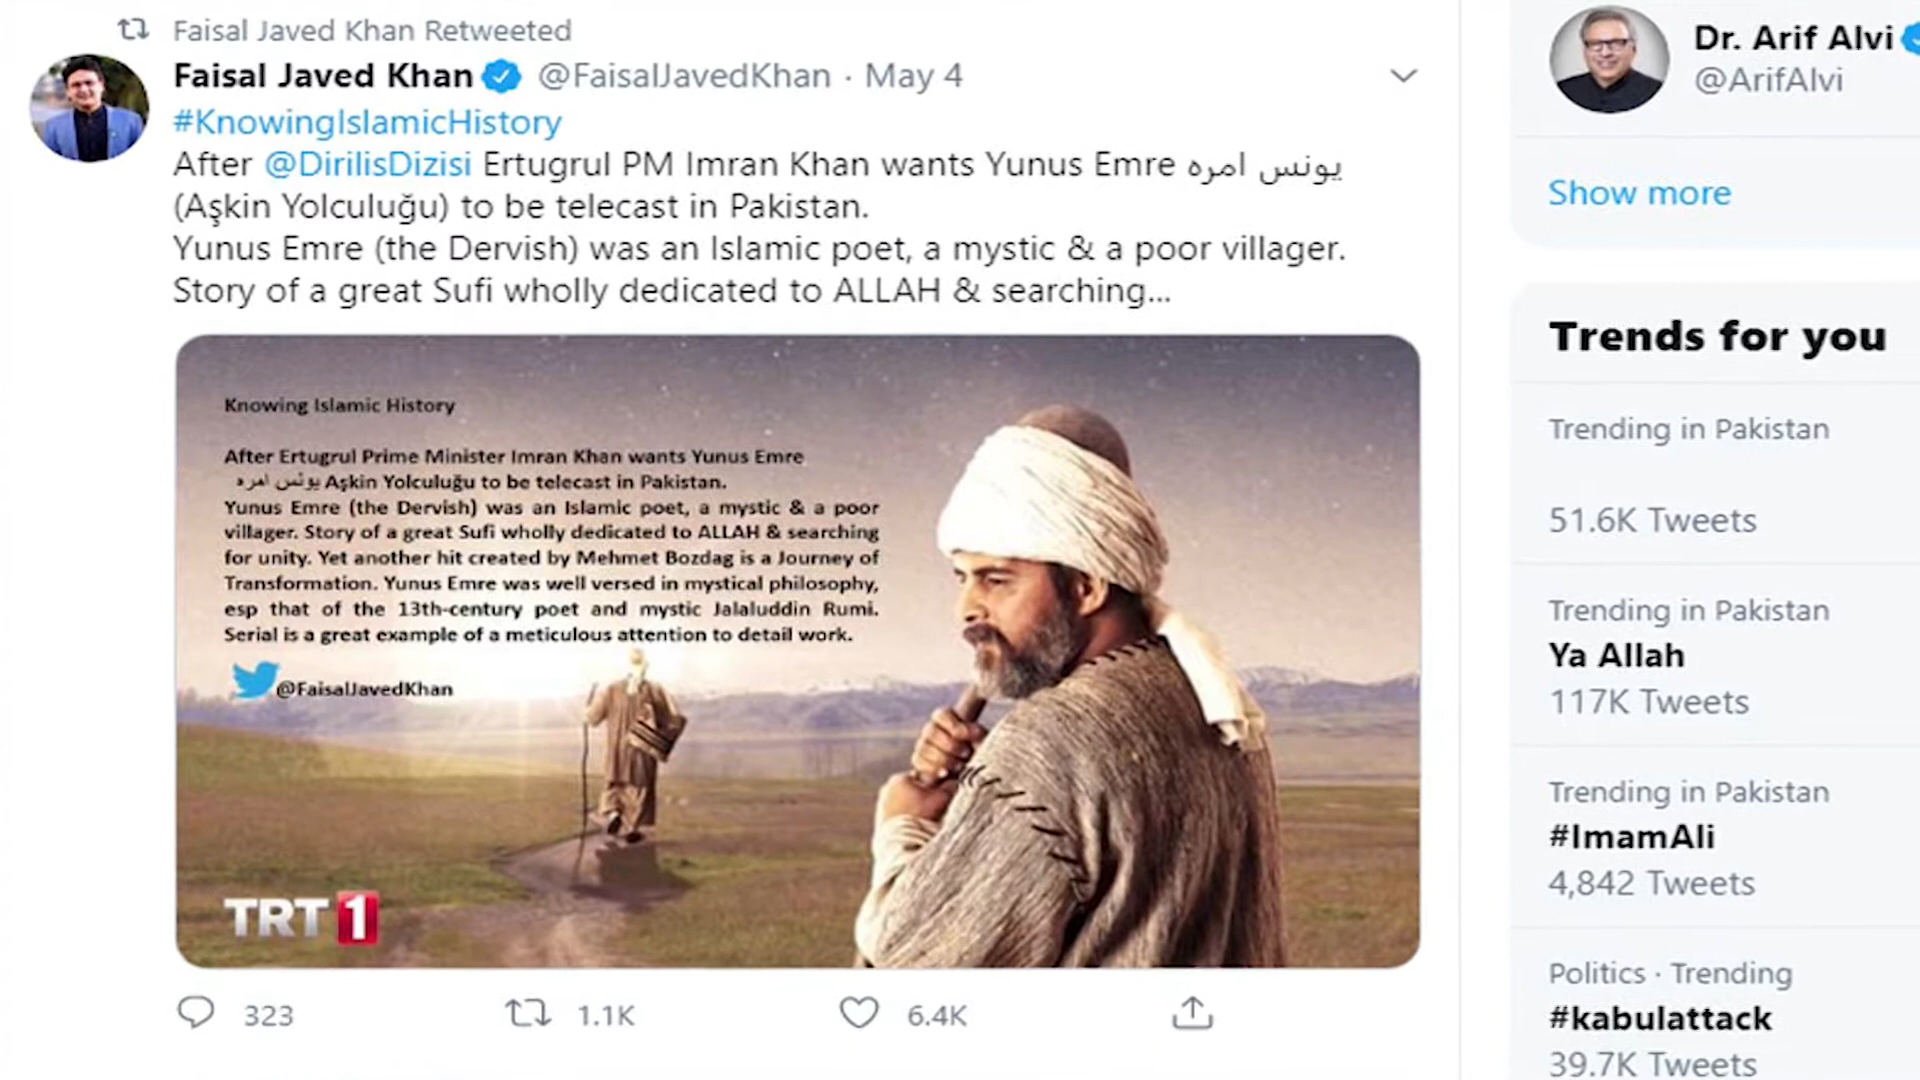 Faisal Javed Khan Retweeted
Faisal Javed Khan @FaisalJavedKhan · May 4
#KnowingIslamicHistory
After @DirilisDizisi Ertugrul PM Imran Khan wants Yunus Emre یونس امره
(Aşkin Yolculuğu) to be telecast in Pakistan.
Yunus Emre (the Dervish) was an Islamic poet, a mystic & a poor villager.
Story of a great Sufi wholly dedicated to ALLAH & searching...
Knowing Islamic History
After Ertugrul Prime Minister Imran Khan wants Yunus Emre
یونس امره Aşkin Yolculuğu to be telecast in Pakistan.
Yunus Emre (the Dervish) was an Islamic poet, a mystic & a poor
villager. Story of a great Sufi wholly dedicated to ALLAH & searching
for unity. Yet another hit created by Mehmet Bozdag is a Journey of
Transformation. Yunus Emre was well versed in mystical philosophy,
esp that of the 13th-century poet and mystic Jalaluddin Rumi.
Serial is a great example of a meticulous attention to detail work.
@FaisalJavedKhan
TRT 1
323
1.1K
6.4K
Dr. Arif Alvi
@ArifAlvi
Show more
Trends for you
Trending in Pakistan
51.6K Tweets
Trending in Pakistan
Ya Allah
117K Tweets
Trending in Pakistan
#ImamAli
4,842 Tweets
Politics · Trending
#kabulattack
39.7K Tweets